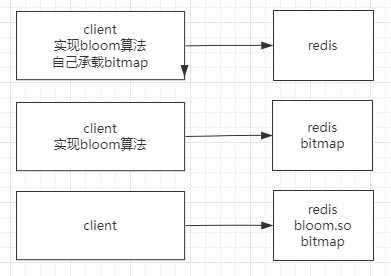 client
实现bloom算法
自己承载bitmap
redis
client
实现bloom算法
redis
bitmap
client
redis
bloom.so
bitmap